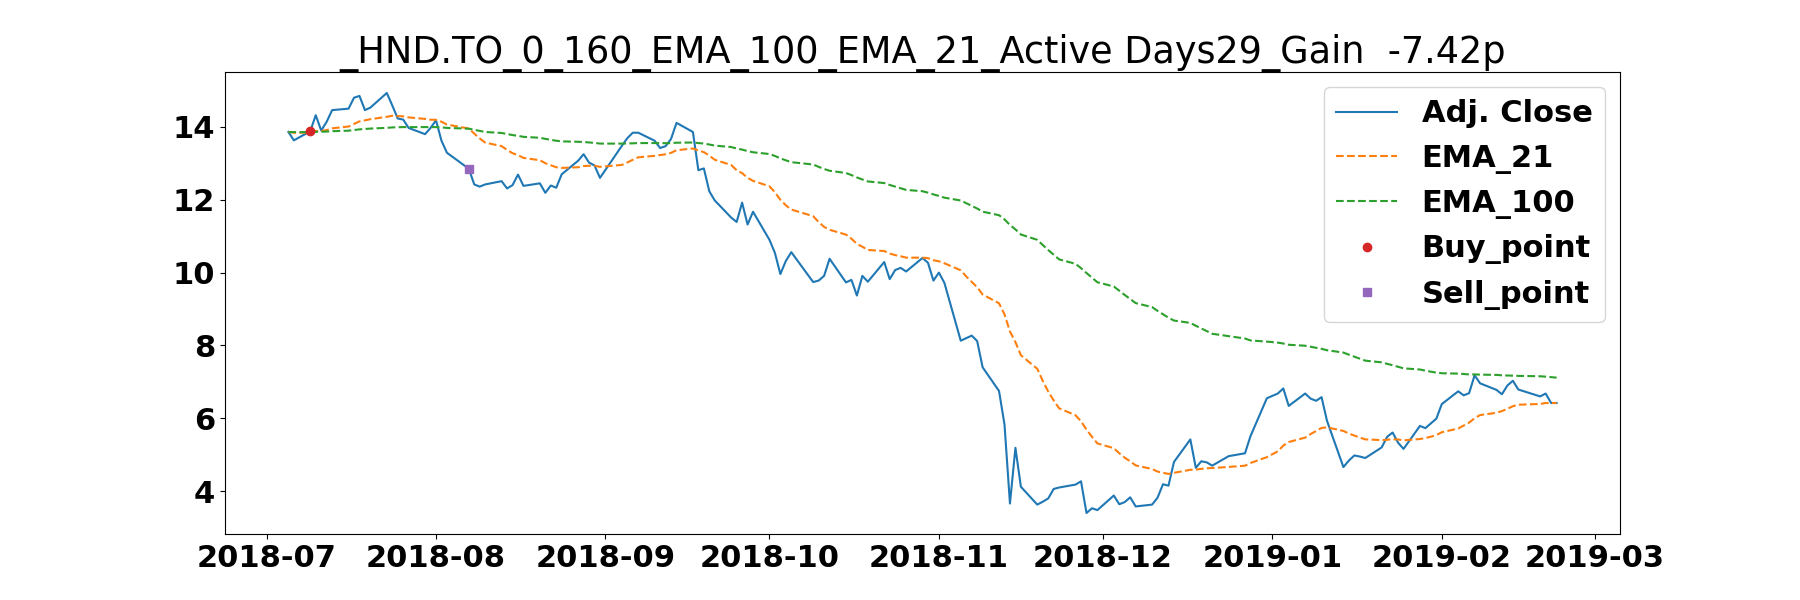 _HND.TO_0_160_EMA_100_EMA_21_Active Days29_Gain  -7.42p
Adj. Close
EMA_21
EMA_100
Buy_point
Sell_point
14
12
10
8
6
4
2018-07 2018-08 2018-09 2018-10 2018-11 2018-12 2019-01 2019-02 2019-03